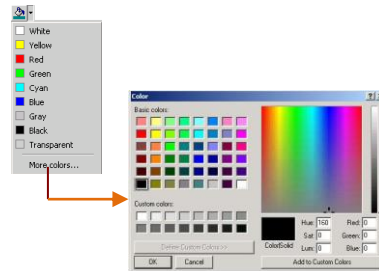 White
Yellow
Red
Green
Cyan
Blue
Gray
Black
Transparent
More colors...
Color
Basic colors:
Custom colors:
Define Custom Colors >>
OK
Cancel
Color|Solid
Hue: 160
Sat: 0
Lum: 0
Red: 0
Green: 0
Blue: 0
Add to Custom Colors